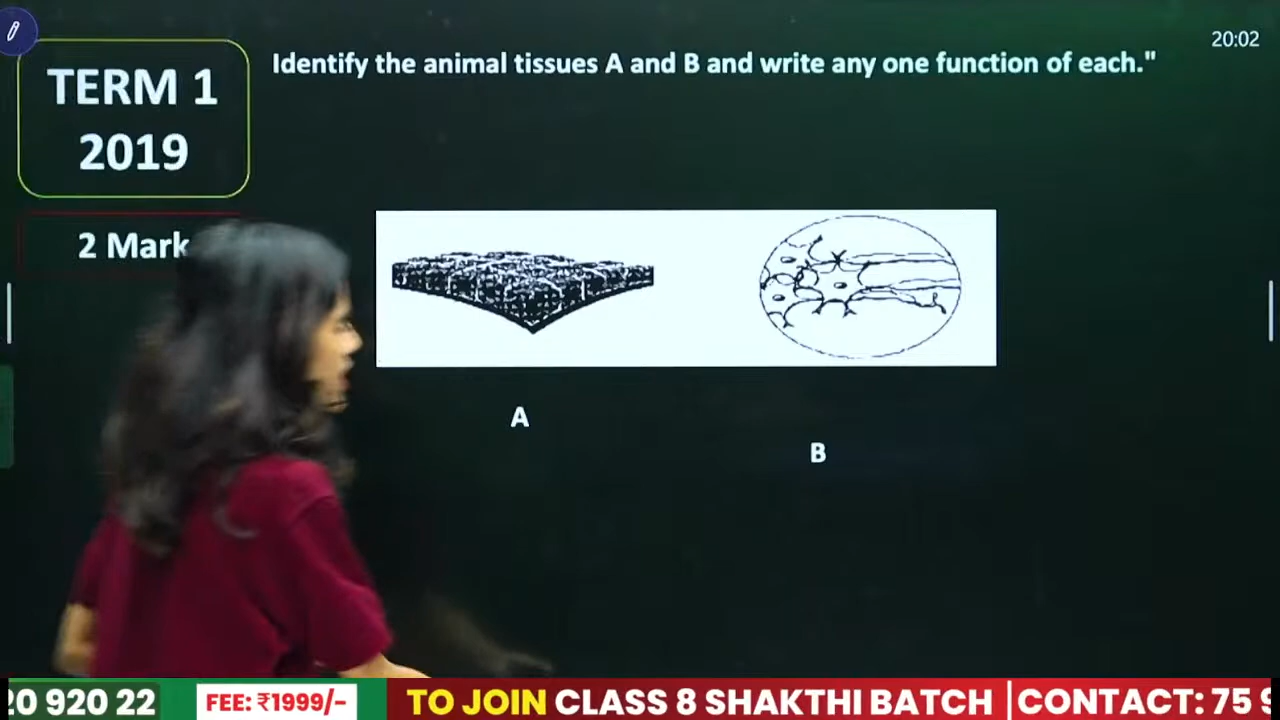 20:02
TERM 1
2019
Identify the animal tissues A and B and write any one function of each."
2 Mark
A
B
20 920 22
FEE: ₹1999/-
TO JOIN CLASS 8 SHAKTHI BATCH
CONTACT: 75 9